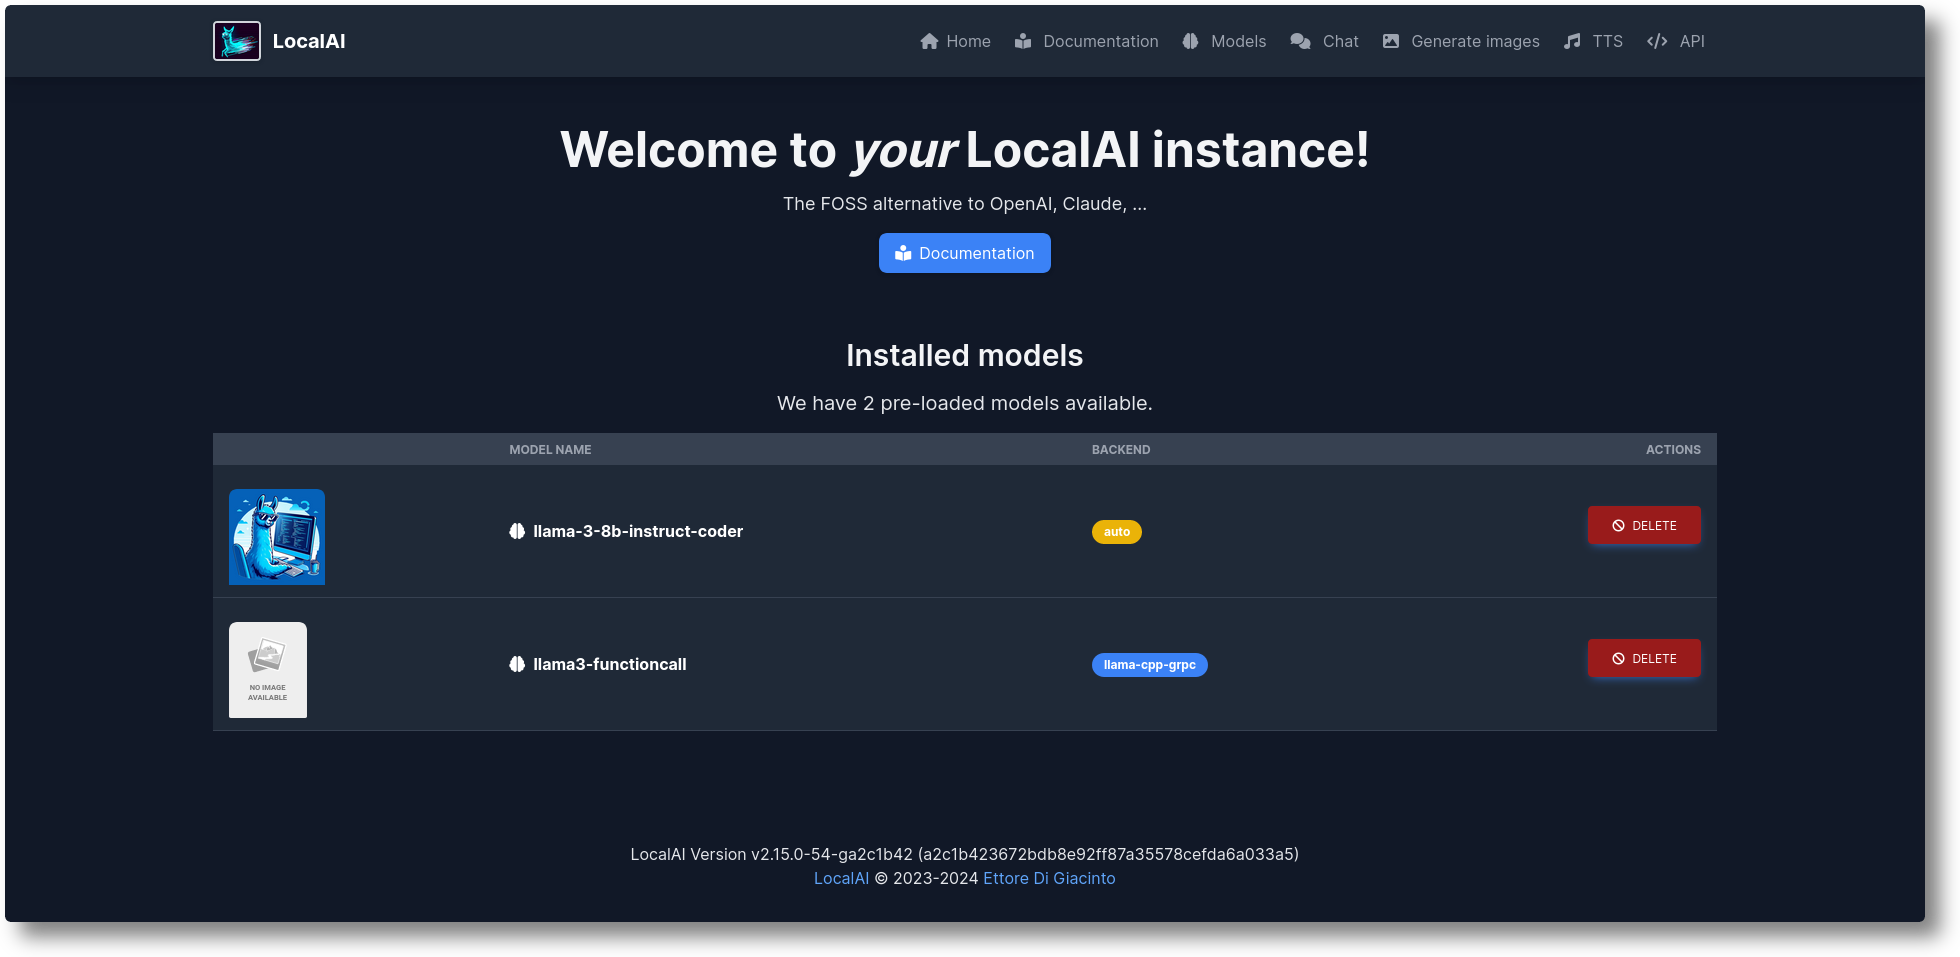 LocalAI
Home Documentation Models Chat Generate images TTS API
Welcome to your LocalAI instance!
The FOSS alternative to OpenAI, Claude, ...
Documentation
Installed models
We have 2 pre-loaded models available.
MODEL NAME BACKEND ACTIONS
llama-3-8b-instruct-coder auto DELETE
llama3-functioncall llama-cpp-grpc DELETE
NO IMAGE
AVAILABLE
LocalAI Version v2.15.0-54-ga2c1b42 (a2c1b423672bdb8e92ff87a35578cefda6a033a5)
LocalAI © 2023-2024 Ettore Di Giacinto